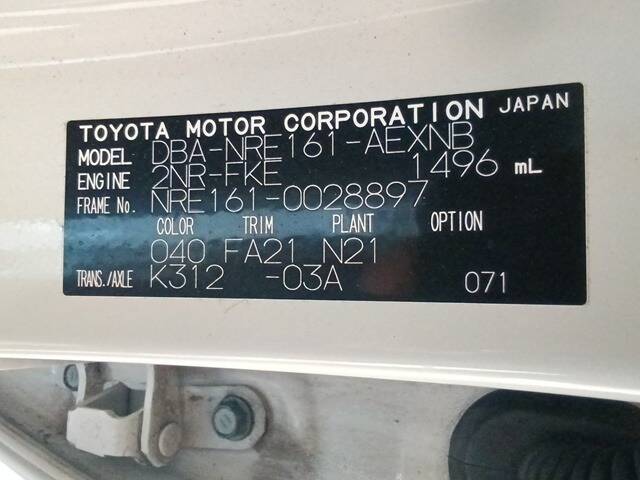 TOYOTA MOTOR CORPORATION JAPAN
MODEL DBA-NRE161-AEXNB
ENGINE 2NR-FKE 1496 mL
FRAME No. NRE161-0028897
COLOR TRIM PLANT OPTION
040 FA21 N21
TRANS./AXLE K312 -03A 071